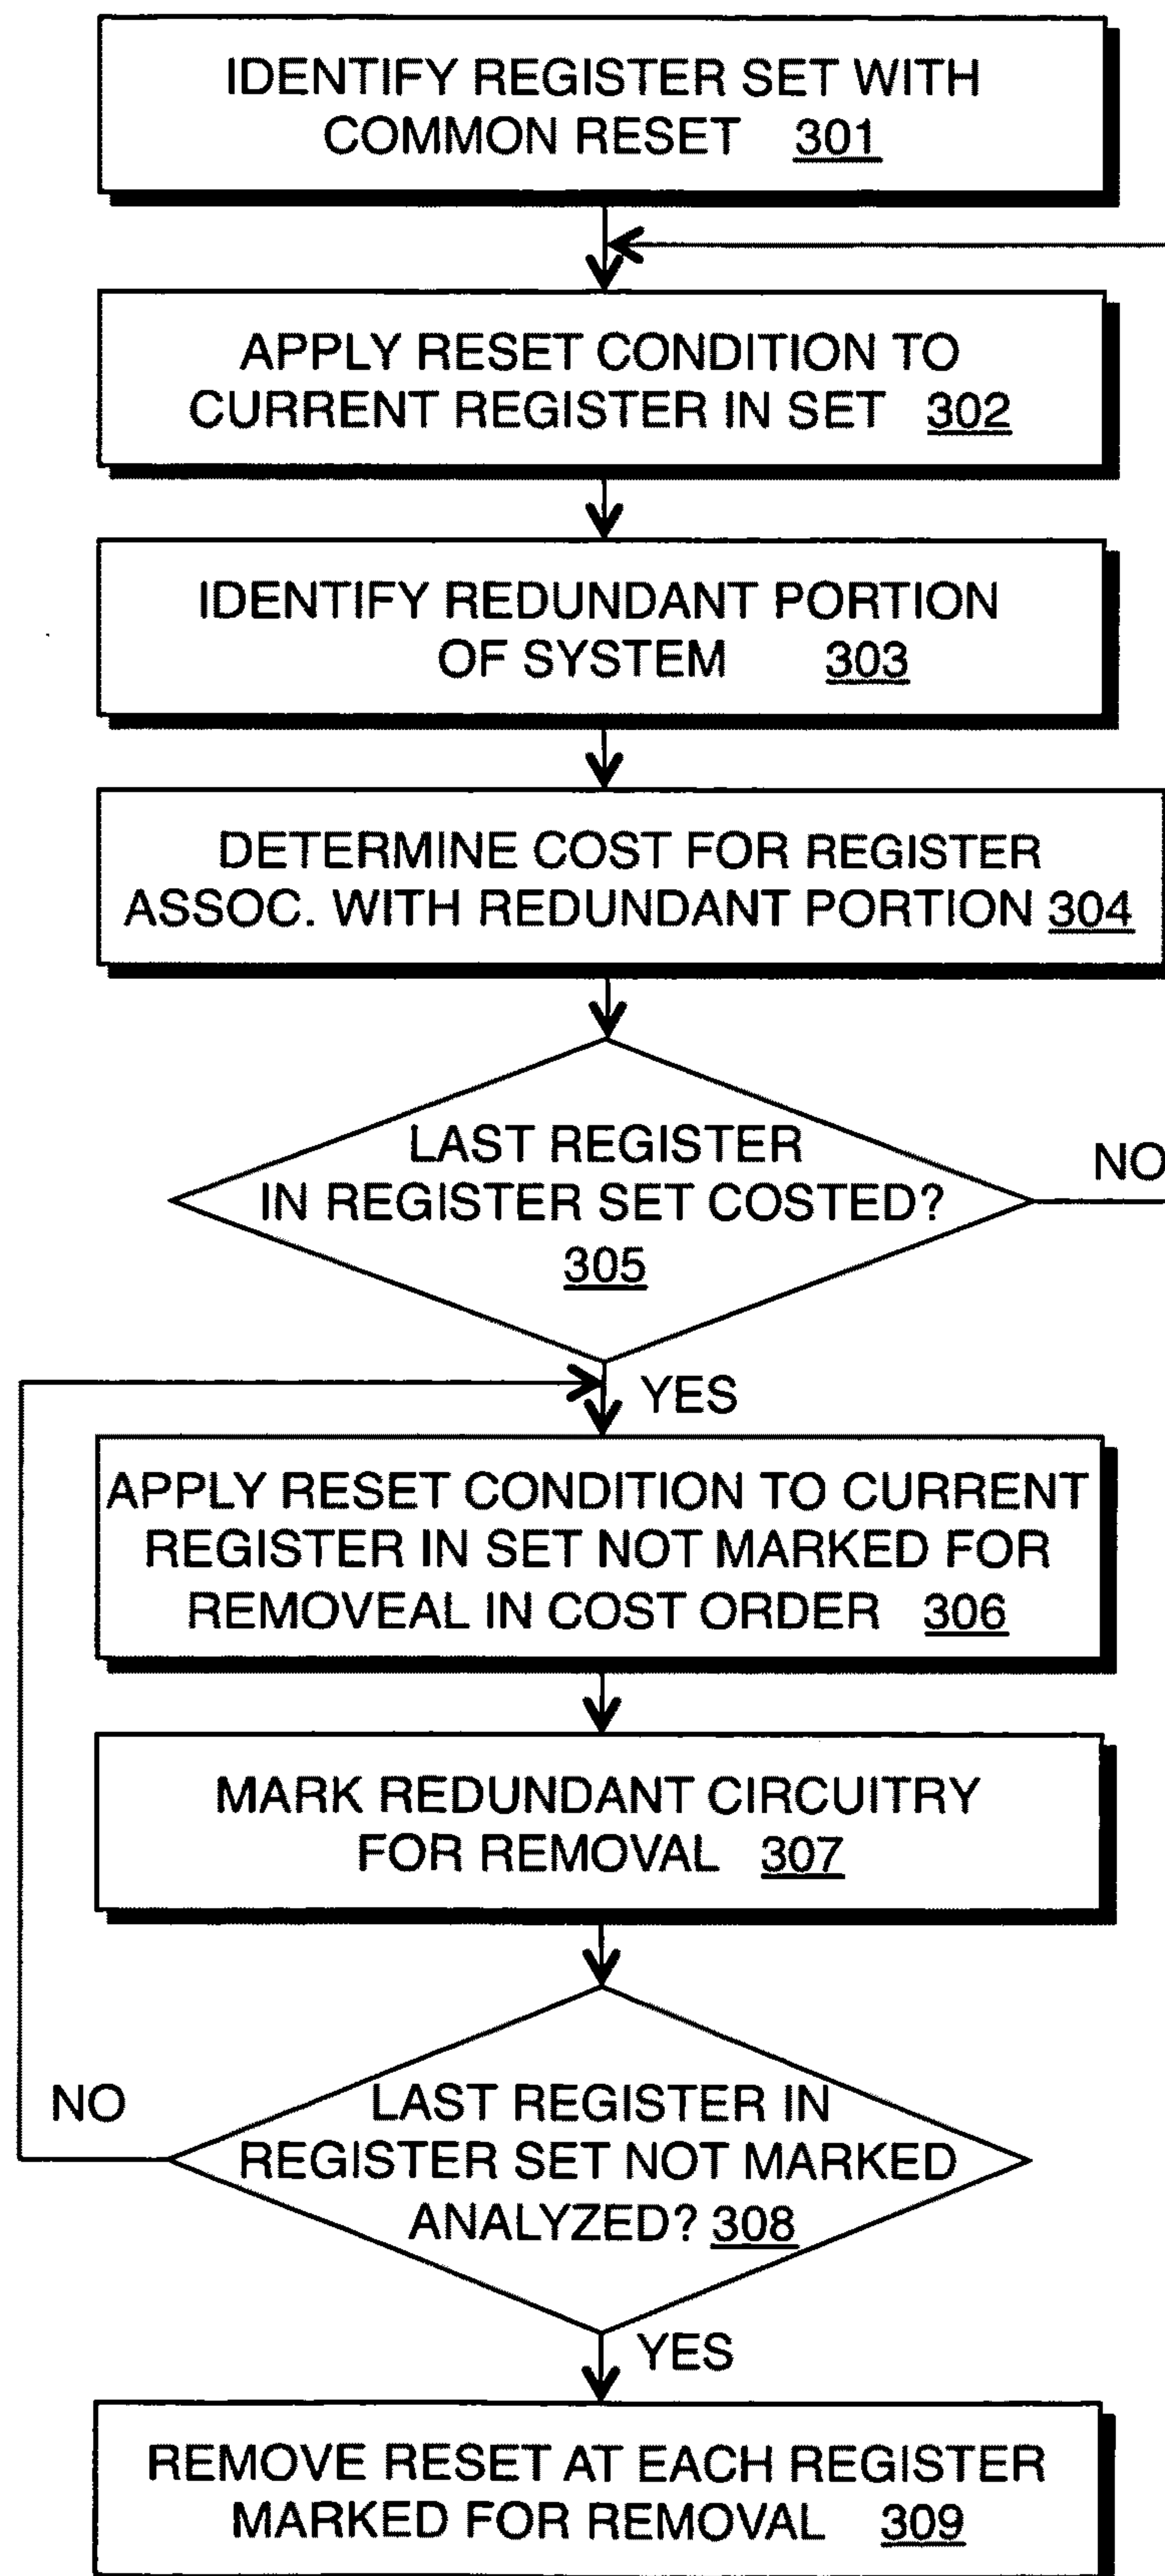 IDENTIFY REGISTER SET WITH
COMMON RESET 301
APPLY RESET CONDITION TO
CURRENT REGISTER IN SET 302
IDENTIFY REDUNDANT PORTION
OF SYSTEM 303
DETERMINE COST FOR REGISTER
ASSOC. WITH REDUNDANT PORTION 304
LAST REGISTER
IN REGISTER SET COSTED?
305
NO
YES
APPLY RESET CONDITION TO CURRENT
REGISTER IN SET NOT MARKED FOR
REMOVEAL IN COST ORDER 306
MARK REDUNDANT CIRCUITRY
FOR REMOVAL 307
LAST REGISTER IN
REGISTER SET NOT MARKED
ANALYZED? 308
NO
YES
REMOVE RESET AT EACH REGISTER
MARKED FOR REMOVAL 309